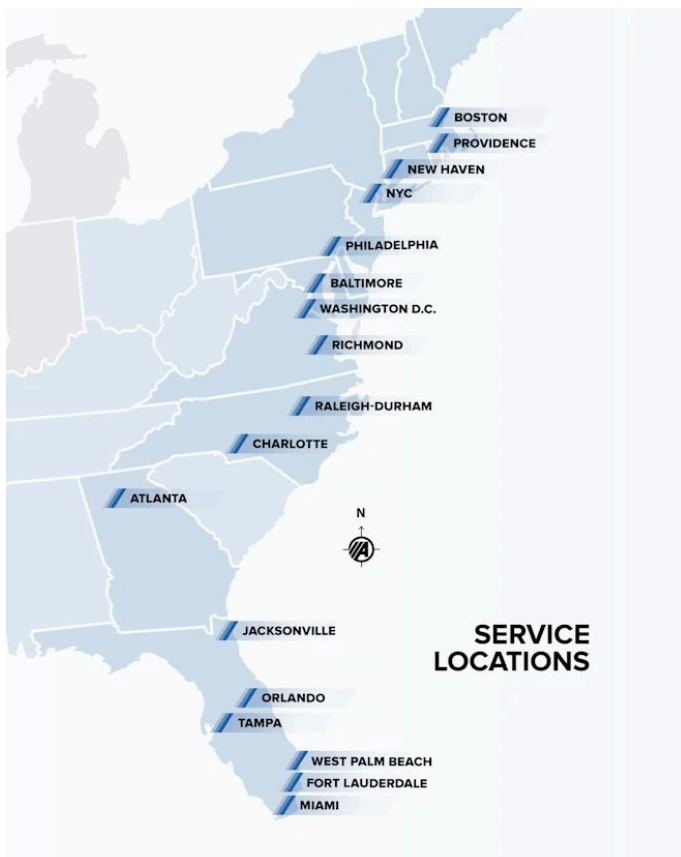 BOSTON
PROVIDENCE
NEW HAVEN
NYC
PHILADELPHIA
BALTIMORE
WASHINGTON D.C.
RICHMOND
RALEIGH-DURHAM
CHARLOTTE
ATLANTA
N
JACKSONVILLE
SERVICE
LOCATIONS
ORLANDO
TAMPA
WEST PALM BEACH
FORT LAUDERDALE
MIAMI